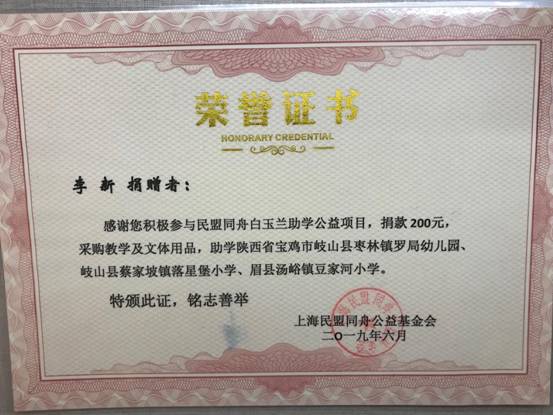 荣誉证书
HONORARY CREDENTIAL
李 新 捐赠者：
感谢您积极参与民盟同舟白玉兰助学公益项目，捐款 200元，
采购教学及文体用品，助学陕西省宝鸡市岐山县枣林镇罗局幼儿园、
岐山县蔡家坡镇落星堡小学、眉县汤峪镇豆家河小学。
特颁此证，铭志善举
上海民盟同舟公益基金会
二〇一九年六月